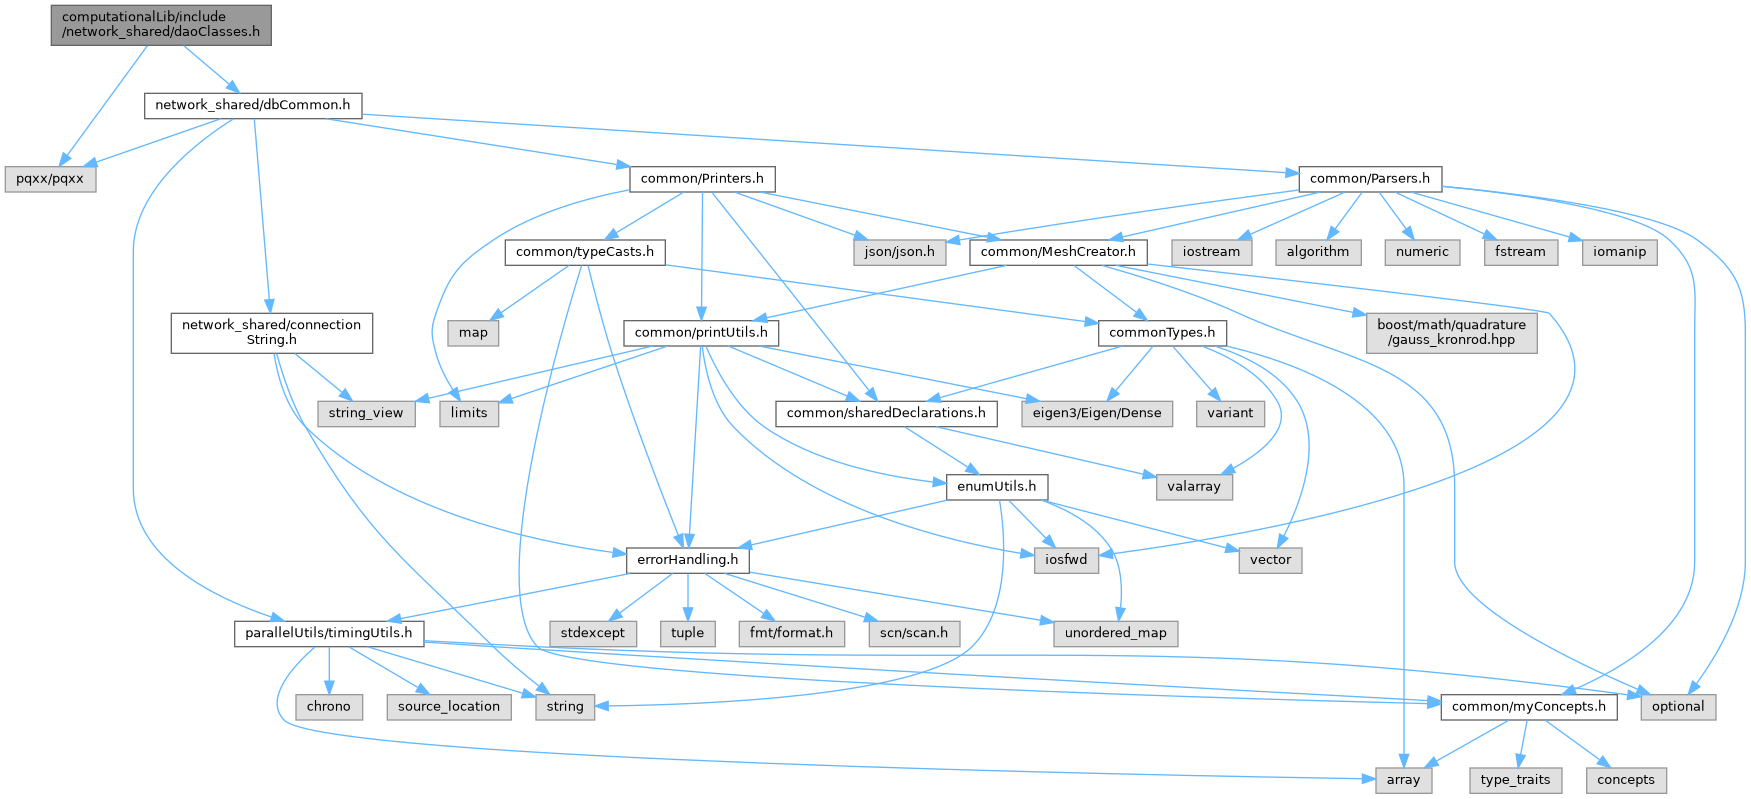 computationalLib/include
/network_shared/daoClasses.h
network_shared/dbCommon.h
pqxx/pqxx
common/Printers.h
common/Parsers.h
common/typeCasts.h
json/json.h
common/MeshCreator.h
iostream
algorithm
numeric
fstream
iomanip
network_shared/connection
String.h
map
common/printUtils.h
commonTypes.h
boost/math/quadrature
/gauss_kronrod.hpp
string_view
limits
common/sharedDeclarations.h
eigen3/Eigen/Dense
variant
enumUtils.h
valarray
errorHandling.h
iosfwd
vector
parallelUtils/timingUtils.h
stdexcept
tuple
fmt/format.h
scn/scan.h
unordered_map
chrono
source_location
string
common/myConcepts.h
optional
array
type_traits
concepts